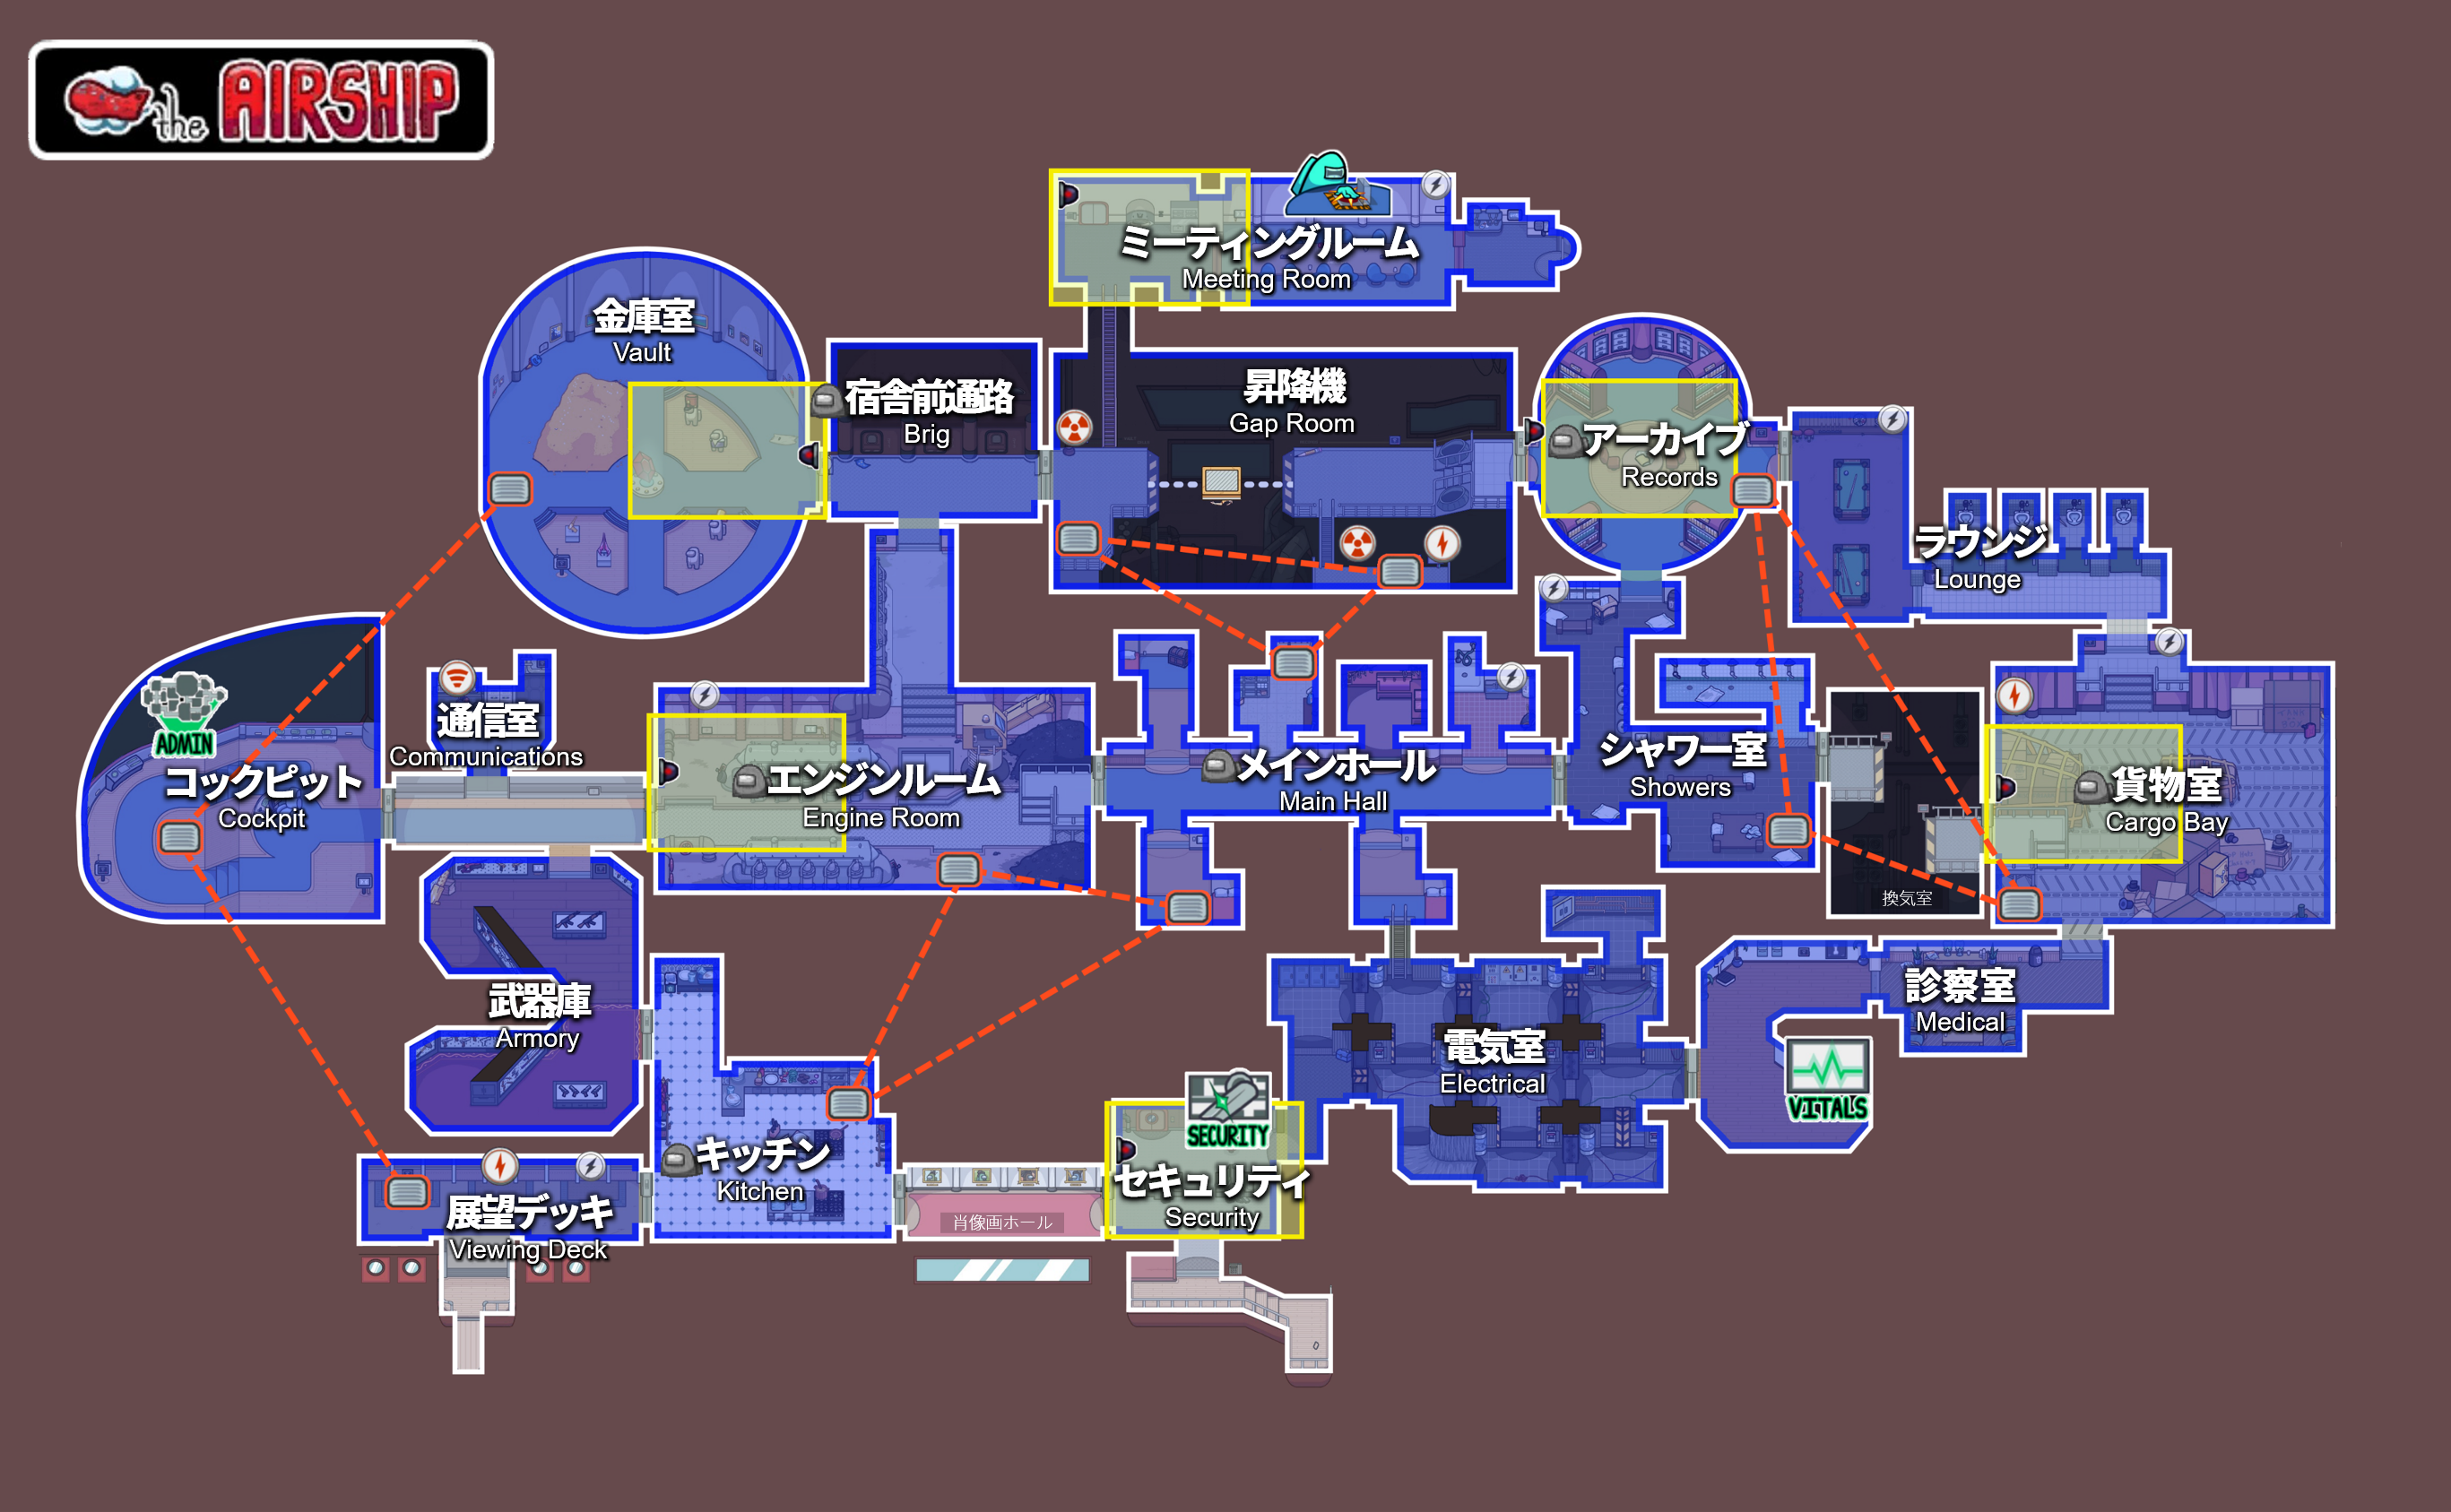 the AIRSHIP
ミーティングルーム
Meeting Room
金庫室
Vault
宿舎前通路
Brig
昇降機
Gap Room
アーカイブ
Records
ラウンジ
Lounge
ADMIN
コックピット
Cockpit
通信室
Communications
エンジンルーム
Engine Room
メインホール
Main Hall
シャワー室
Showers
貨物室
Cargo Bay
換気室
武器庫
Armory
診察室
Medical
電気室
Electrical
VITALS
キッチン
Kitchen
SECURITY
セキュリティ
Security
展望デッキ
Viewing Deck
肖像画ホール